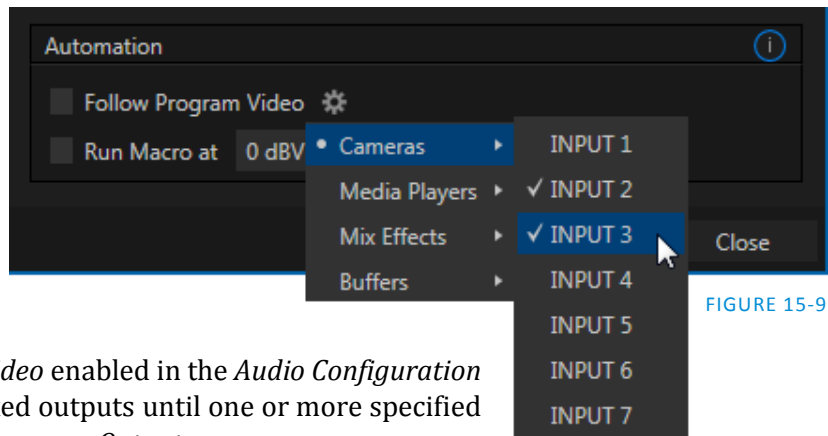 Automation
Follow Program Video
Run Macro at 0 dBV
Cameras
Media Players
Mix Effects
Buffers
INPUT 1
✓ INPUT 2
✓ INPUT 3
INPUT 4
INPUT 5
INPUT 6
INPUT 7
Close
FIGURE 15-9
deo enabled in the Audio Configuration
ted outputs until one or more specified